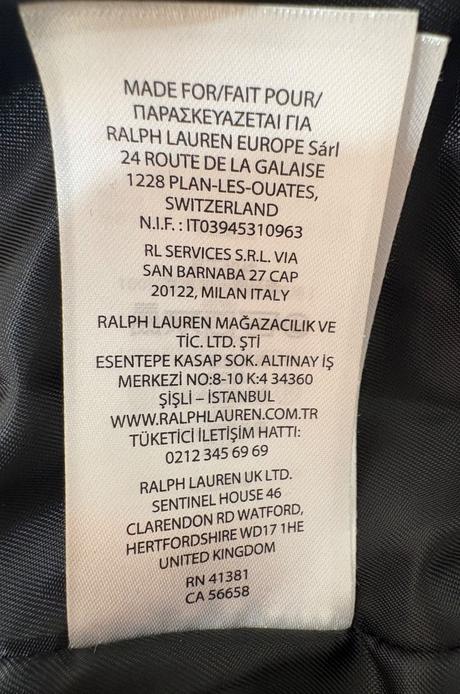 MADE FOR/FAIT POUR/
ΠΑΡΑΣΚΕΥΑΖΕΤΑΙ ΓΙΑ
RALPH LAUREN EUROPE Sárl
24 ROUTE DE LA GALAISE
1228 PLAN-LES-OUATES,
SWITZERLAND
N.I.F. : IT03945310963
RL SERVICES S.R.L. VIA
SAN BARNABA 27 CAP
20122, MILAN ITALY
RALPH LAUREN MAĞAZACILIK VE
TİC. LTD. ŞTİ
ESENTEPE KASAP SOK. ALTINAY İŞ
MERKEZİ NO:8-10 K:4 34360
ŞİŞLİ – İSTANBUL
WWW.RALPHLAUREN.COM.TR
TÜKETİCİ İLETİŞİM HATTI:
0212 345 69 69
RALPH LAUREN UK LTD.
SENTINEL HOUSE 46
CLARENDON RD WATFORD,
HERTFORDSHIRE WD17 1HE
UNITED KINGDOM
RN 41381
CA 56658